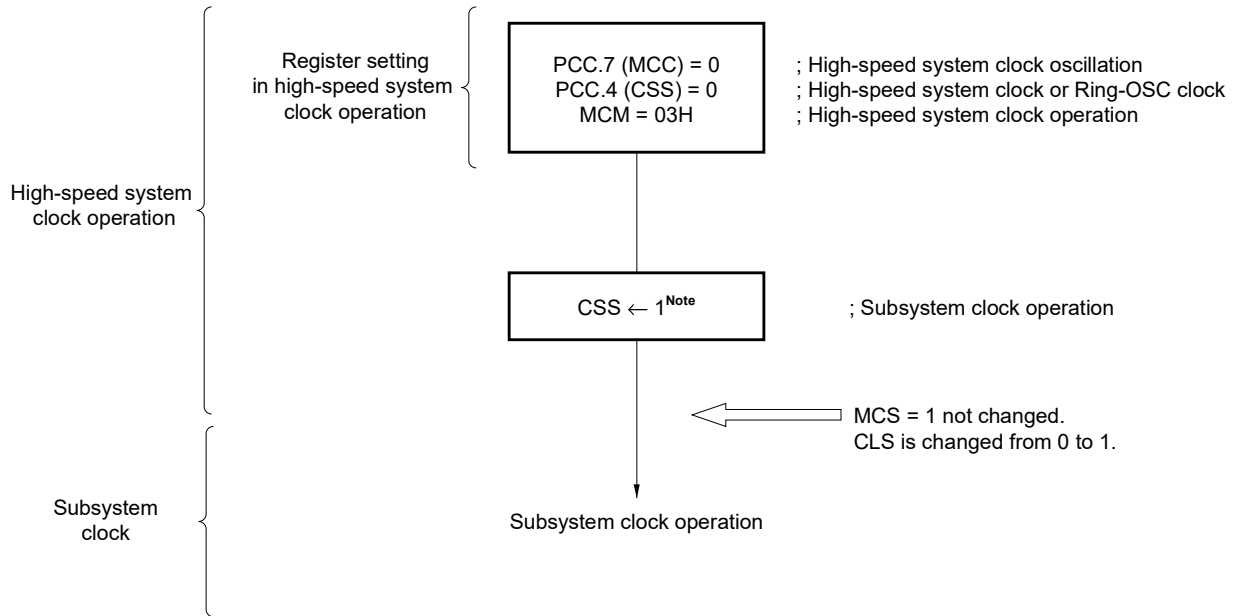 Register setting
in high-speed system
clock operation
PCC.7 (MCC) = 0
PCC.4 (CSS) = 0
MCM = 03H
; High-speed system clock oscillation
; High-speed system clock or Ring-OSC clock
; High-speed system clock operation
High-speed system
clock operation
CSS ← 1Note
; Subsystem clock operation
MCS = 1 not changed.
CLS is changed from 0 to 1.
Subsystem
clock
Subsystem clock operation